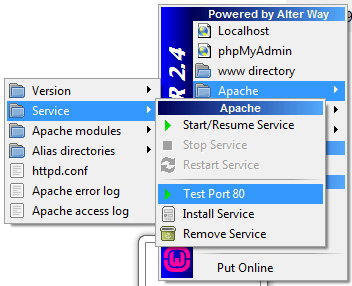 Powered by Alter Way
Localhost
phpMyAdmin
www directory
Apache
R 2.4
Version
Service
Apache modules
Alias directories
httpd.conf
Apache error log
Apache access log
Apache
Start/Resume Service
Stop Service
Restart Service
Test Port 80
Install Service
Remove Service
Put Online